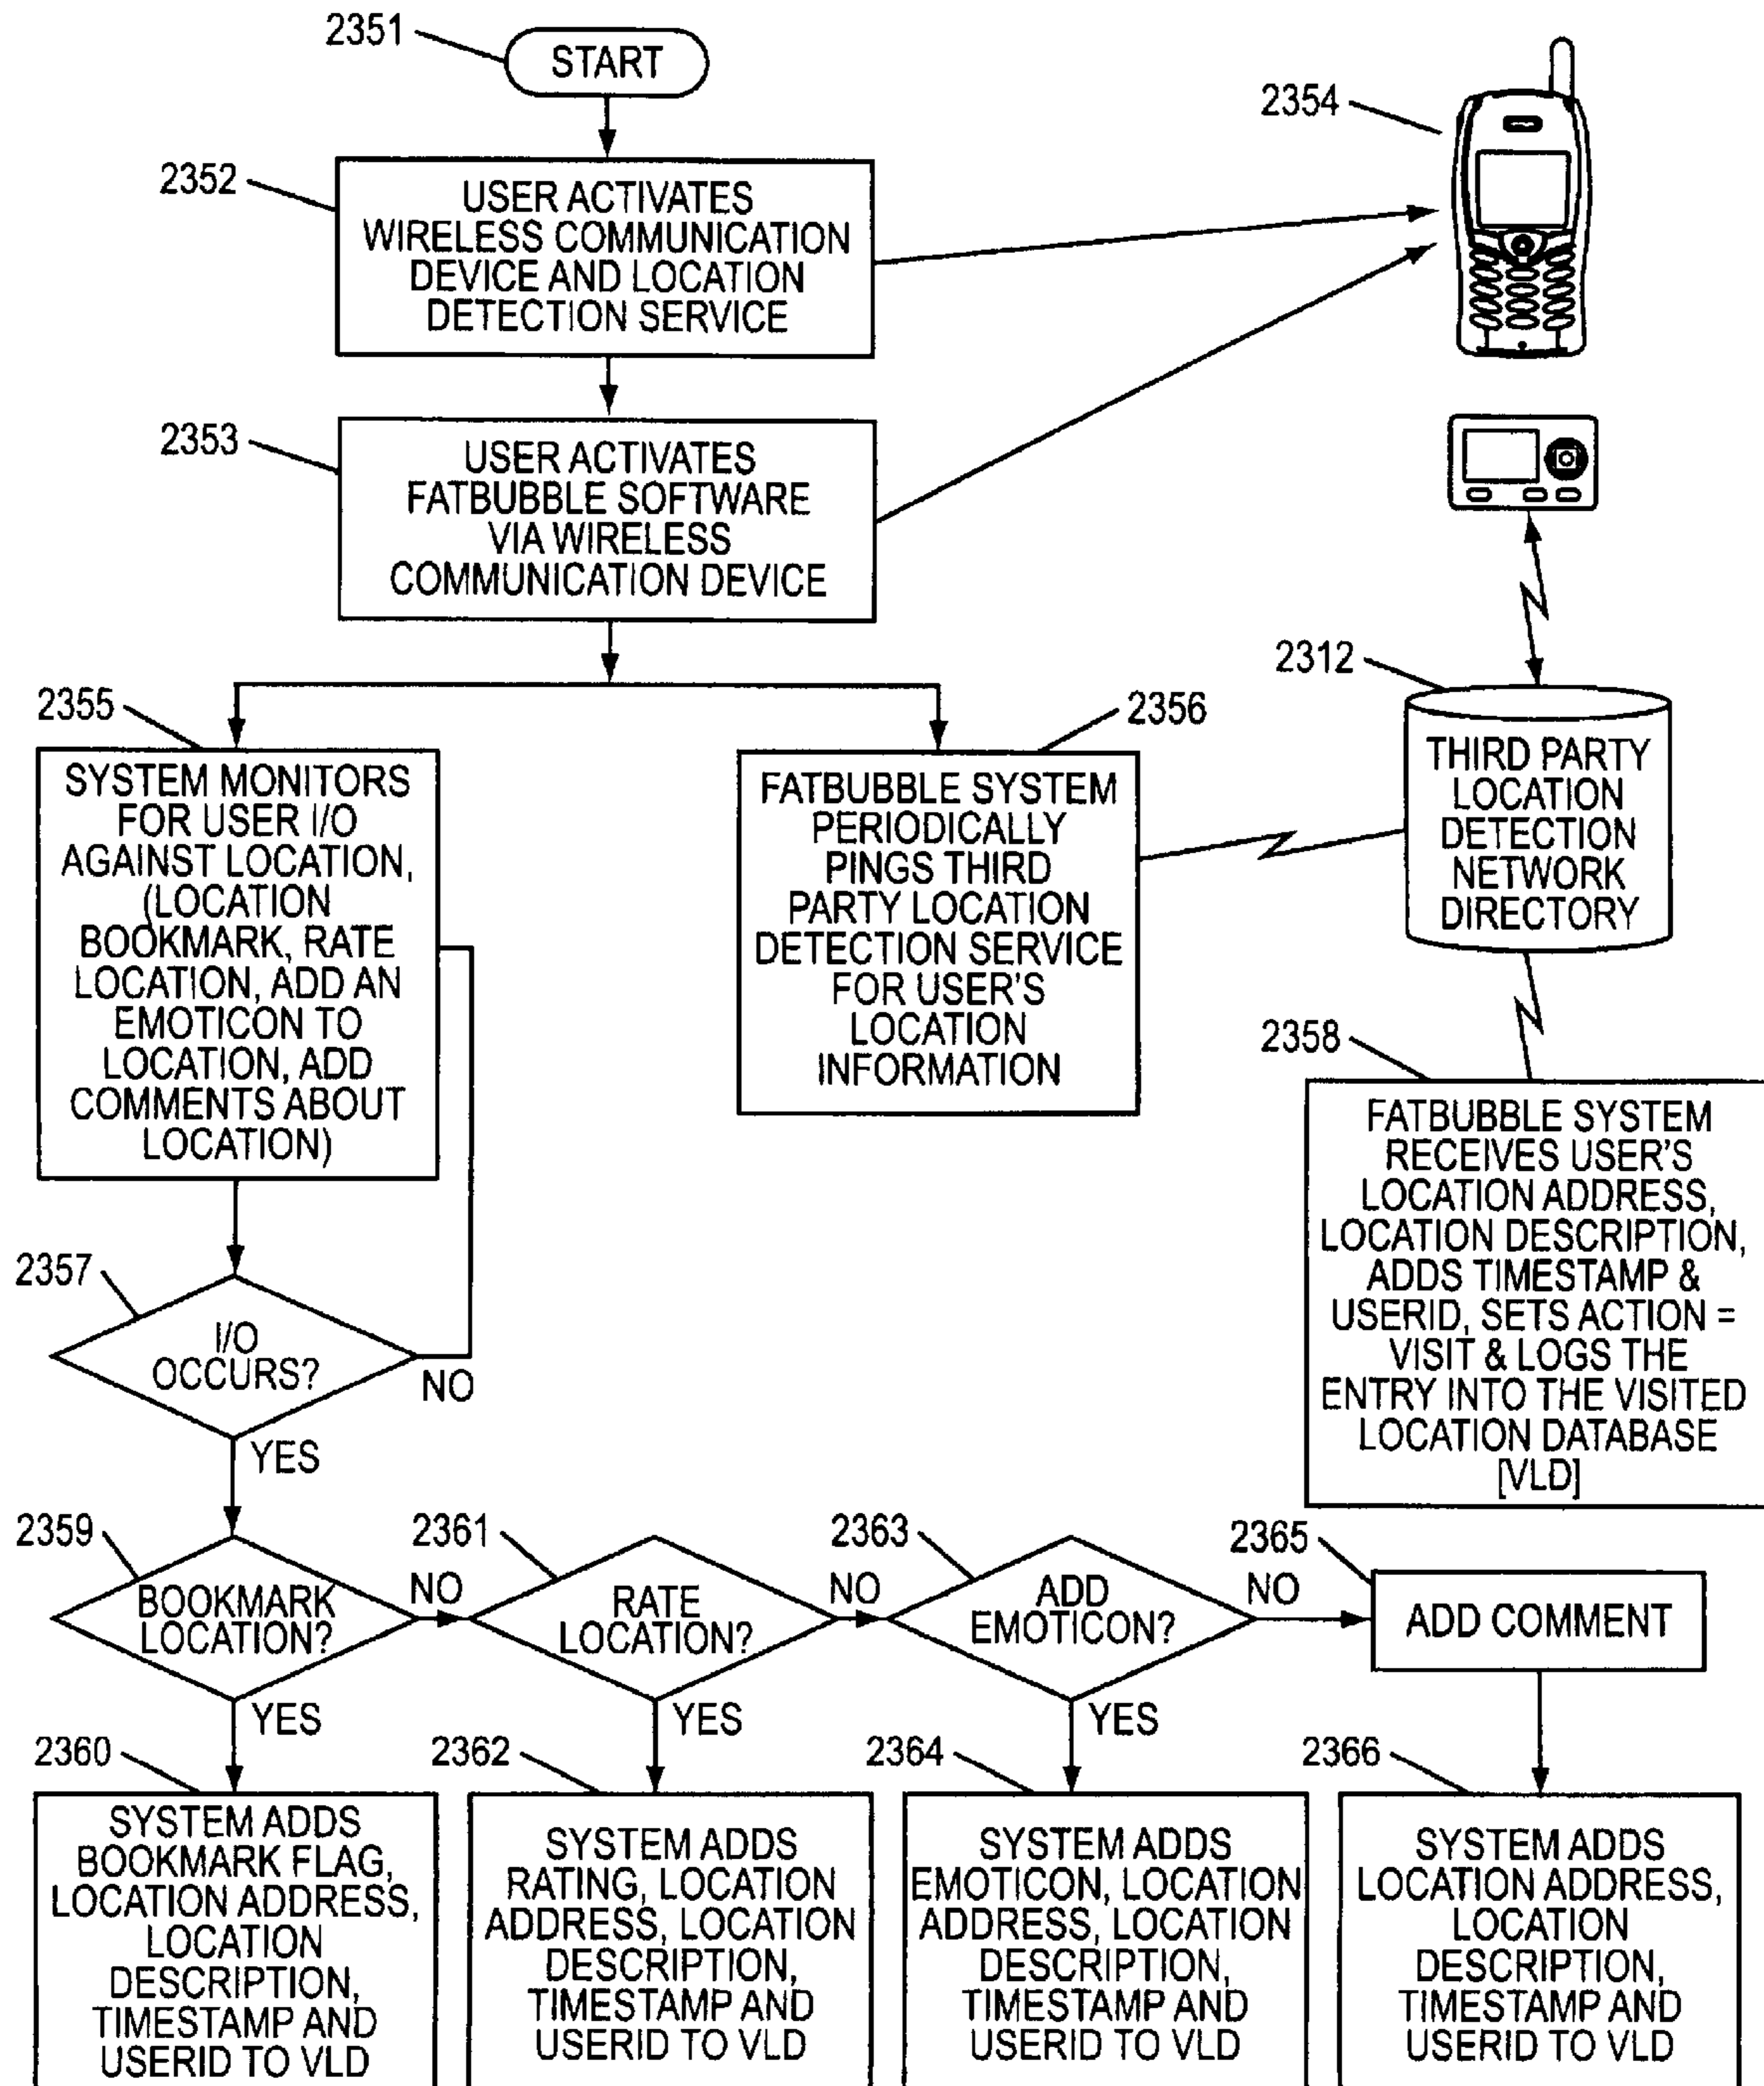 2351
START
2354
2352
USER ACTIVATES
WIRELESS COMMUNICATION
DEVICE AND LOCATION
DETECTION SERVICE
2353
USER ACTIVATES
FATBUBBLE SOFTWARE
VIA WIRELESS
COMMUNICATION DEVICE
2355
SYSTEM MONITORS
FOR USER I/O
AGAINST LOCATION,
(LOCATION
BOOKMARK, RATE
LOCATION, ADD AN
EMOTICON TO
LOCATION, ADD
COMMENTS ABOUT
LOCATION)
2356
FATBUBBLE SYSTEM
PERIODICALLY
PINGS THIRD
PARTY LOCATION
DETECTION SERVICE
FOR USER'S
LOCATION
INFORMATION
2312
THIRD PARTY
LOCATION
DETECTION
NETWORK
DIRECTORY
2358
FATBUBBLE SYSTEM
RECEIVES USER'S
LOCATION ADDRESS,
LOCATION DESCRIPTION,
ADDS TIMESTAMP &
USERID, SETS ACTION =
VISIT & LOGS THE
ENTRY INTO THE VISITED
LOCATION DATABASE
[VLD]
2357
I/O
OCCURS?
NO
YES
2359
BOOKMARK
LOCATION?
NO
YES
2361
RATE
LOCATION?
NO
YES
2363
ADD
EMOTICON?
NO
YES
2365
ADD COMMENT
2360
SYSTEM ADDS
BOOKMARK FLAG,
LOCATION ADDRESS,
LOCATION
DESCRIPTION,
TIMESTAMP AND
USERID TO VLD
2362
SYSTEM ADDS
RATING, LOCATION
ADDRESS, LOCATION
DESCRIPTION,
TIMESTAMP AND
USERID TO VLD
2364
SYSTEM ADDS
EMOTICON, LOCATION
ADDRESS, LOCATION
DESCRIPTION,
TIMESTAMP AND
USERID TO VLD
2366
SYSTEM ADDS
LOCATION ADDRESS,
LOCATION
DESCRIPTION,
TIMESTAMP AND
USERID TO VLD